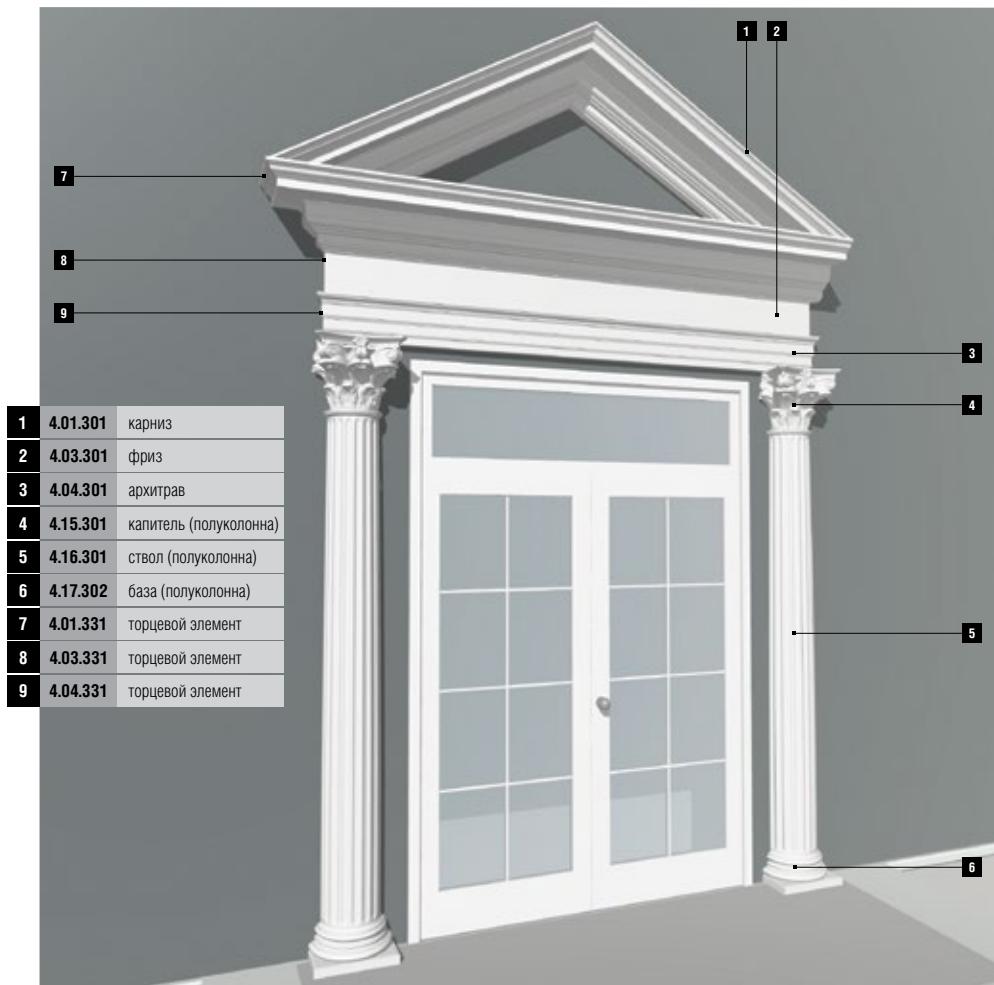 1 2
7
8
9
3
4
1 4.01.301 карниз
2 4.03.301 фриз
3 4.04.301 архитрав
4 4.15.301 капитель (полуколонна)
5 4.16.301 ствол (полуколонна)
6 4.17.302 база (полуколонна)
7 4.01.331 торцевой элемент
8 4.03.331 торцевой элемент
9 4.04.331 торцевой элемент
5
6